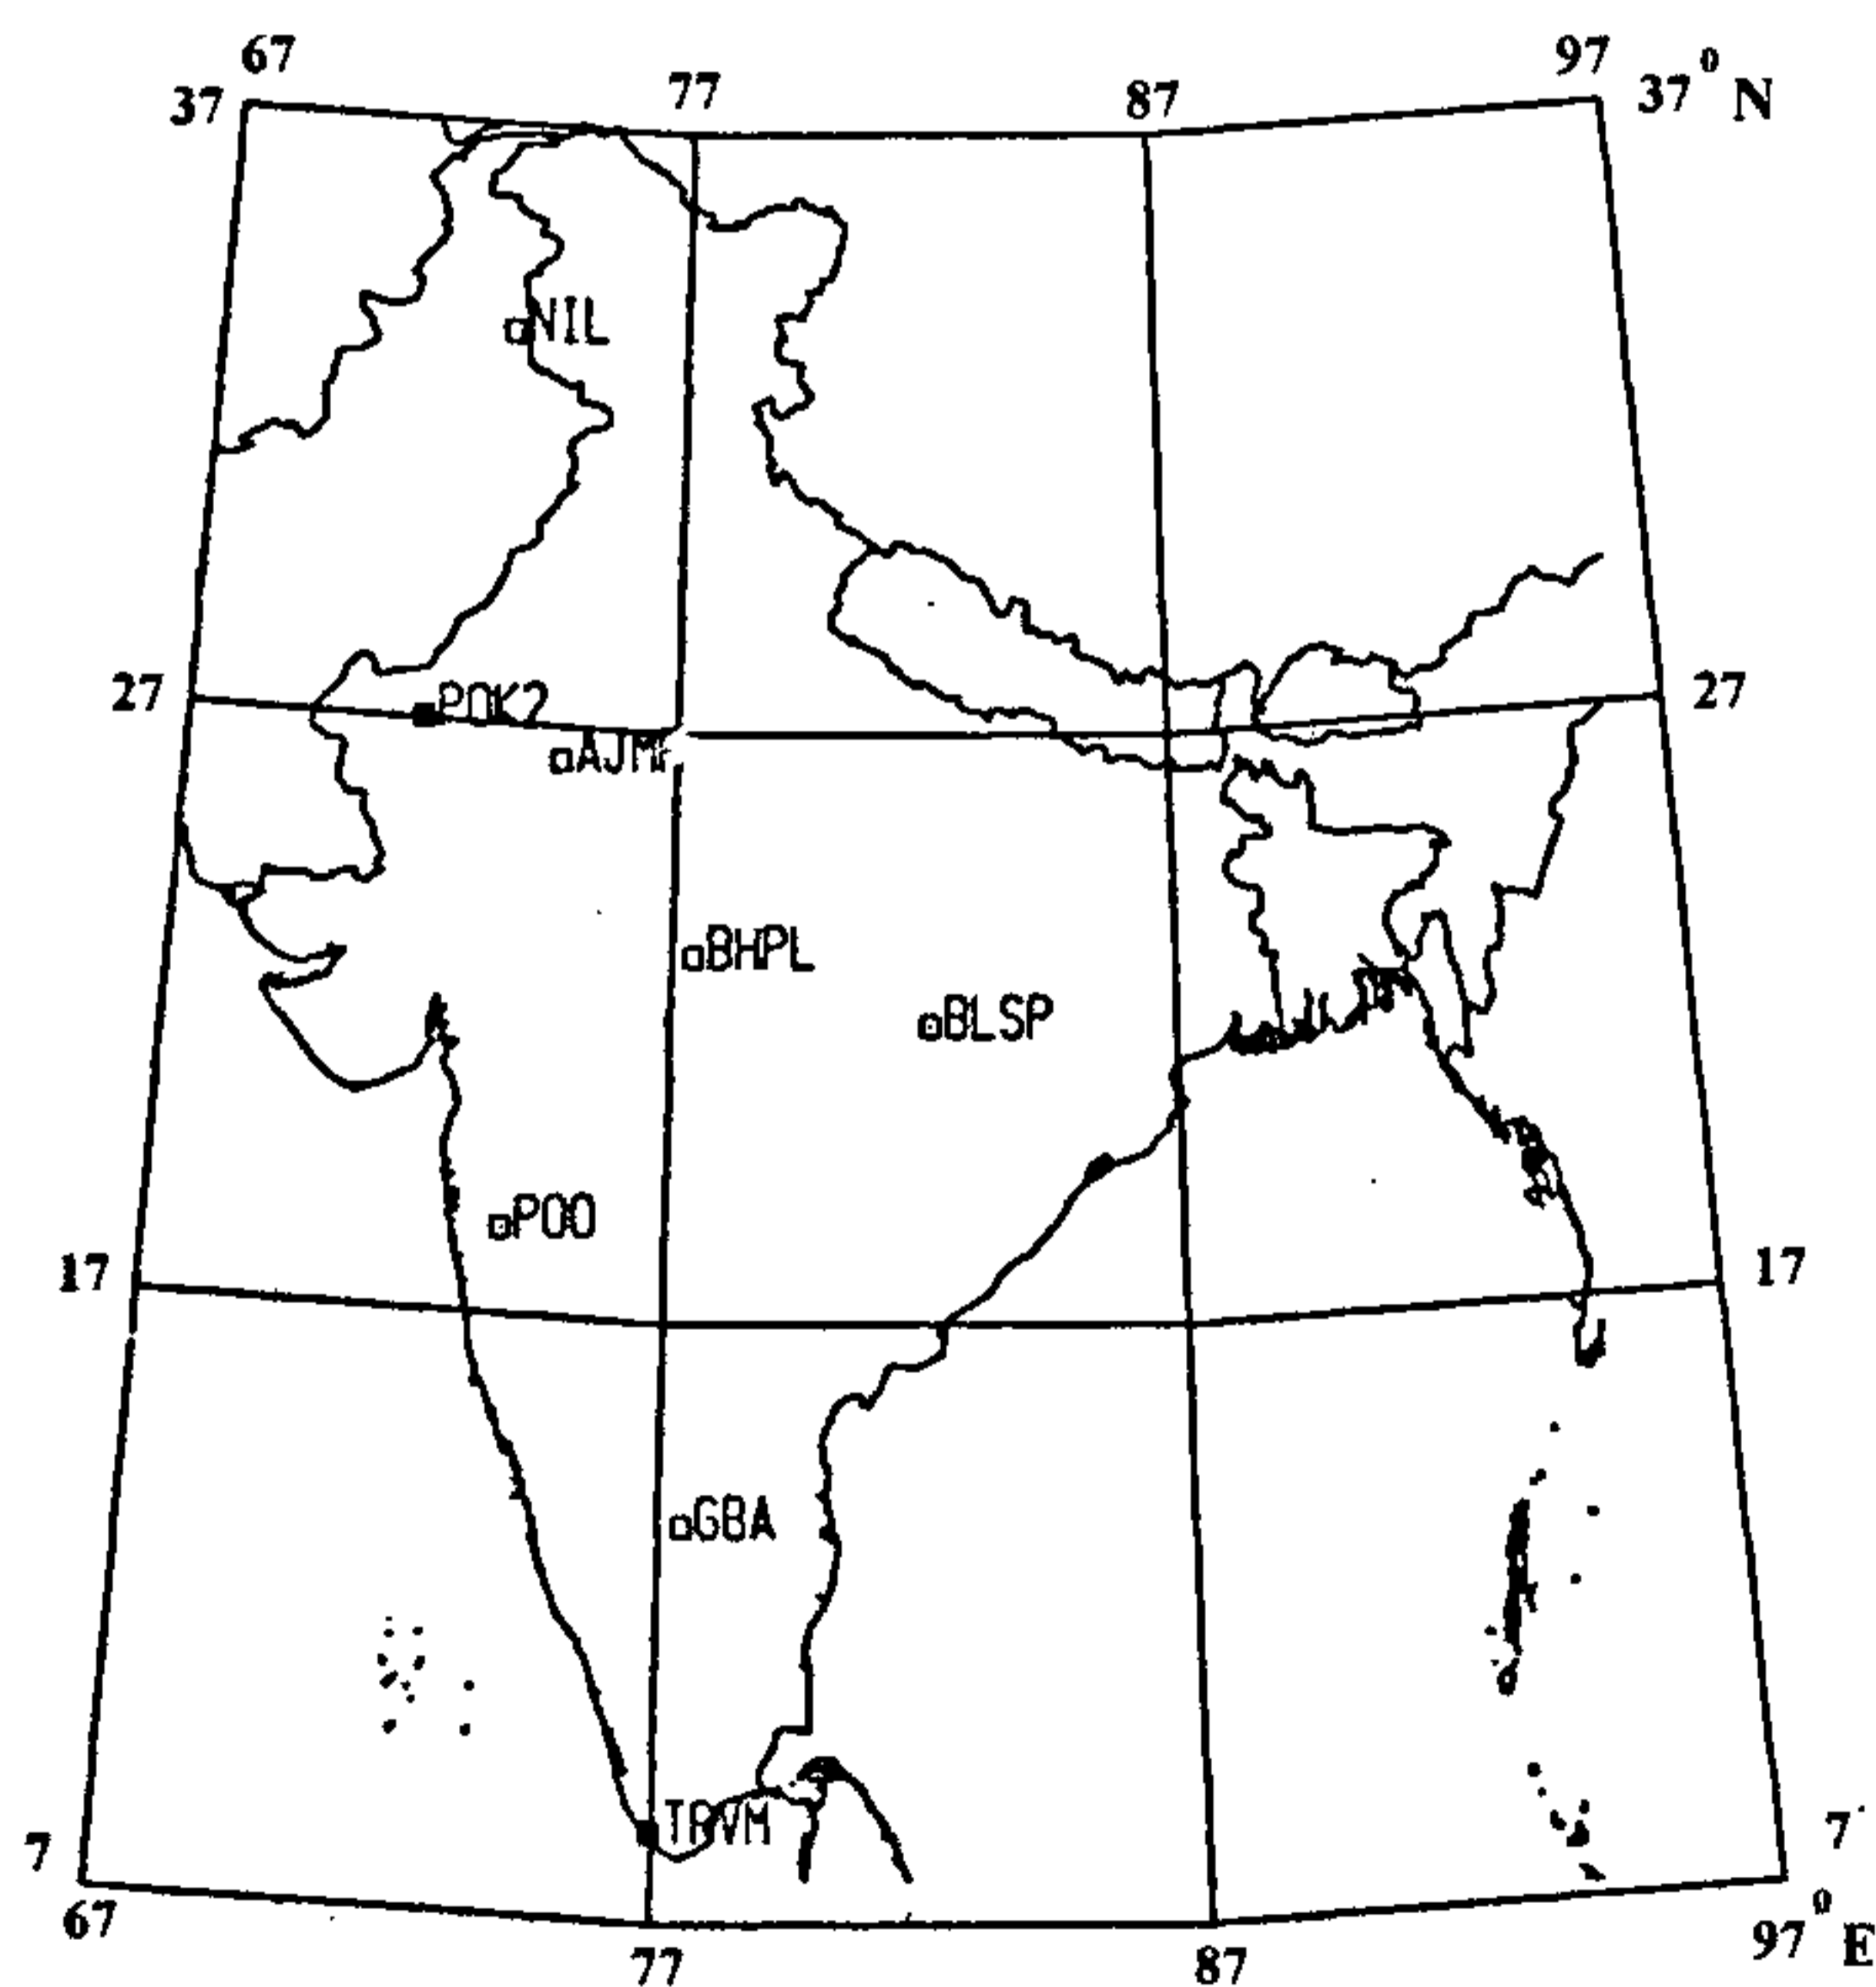 67 77 87 97
37 37° N
NIL
27 POK2 27
AJMR
BHPL
BLSP
POO
17 17
GBA
TRVM
7 7
67 77 87 97° E